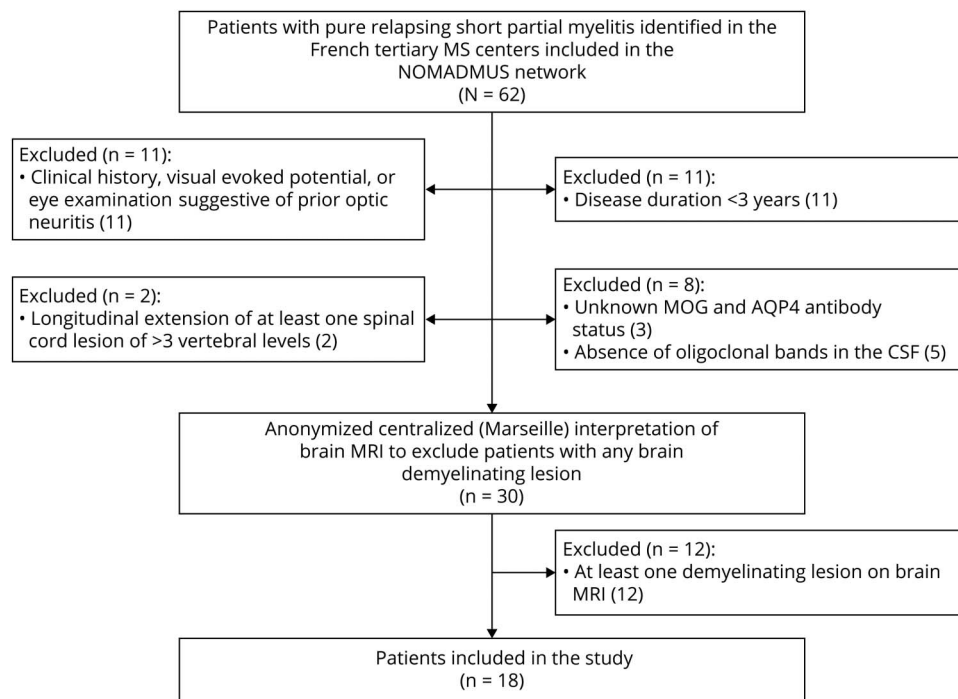 Patients with pure relapsing short partial myelitis identified in the
French tertiary MS centers included in the
NOMADMUS network
(N = 62)
Excluded (n = 11):
• Clinical history, visual evoked potential, or
eye examination suggestive of prior optic
neuritis (11)
Excluded (n = 11):
• Disease duration <3 years (11)
Excluded (n = 2):
• Longitudinal extension of at least one spinal
cord lesion of >3 vertebral levels (2)
Excluded (n = 8):
• Unknown MOG and AQP4 antibody
status (3)
• Absence of oligoclonal bands in the CSF (5)
Anonymized centralized (Marseille) interpretation of
brain MRI to exclude patients with any brain
demyelinating lesion
(n = 30)
Excluded (n = 12):
• At least one demyelinating lesion on brain
MRI (12)
Patients included in the study
(n = 18)